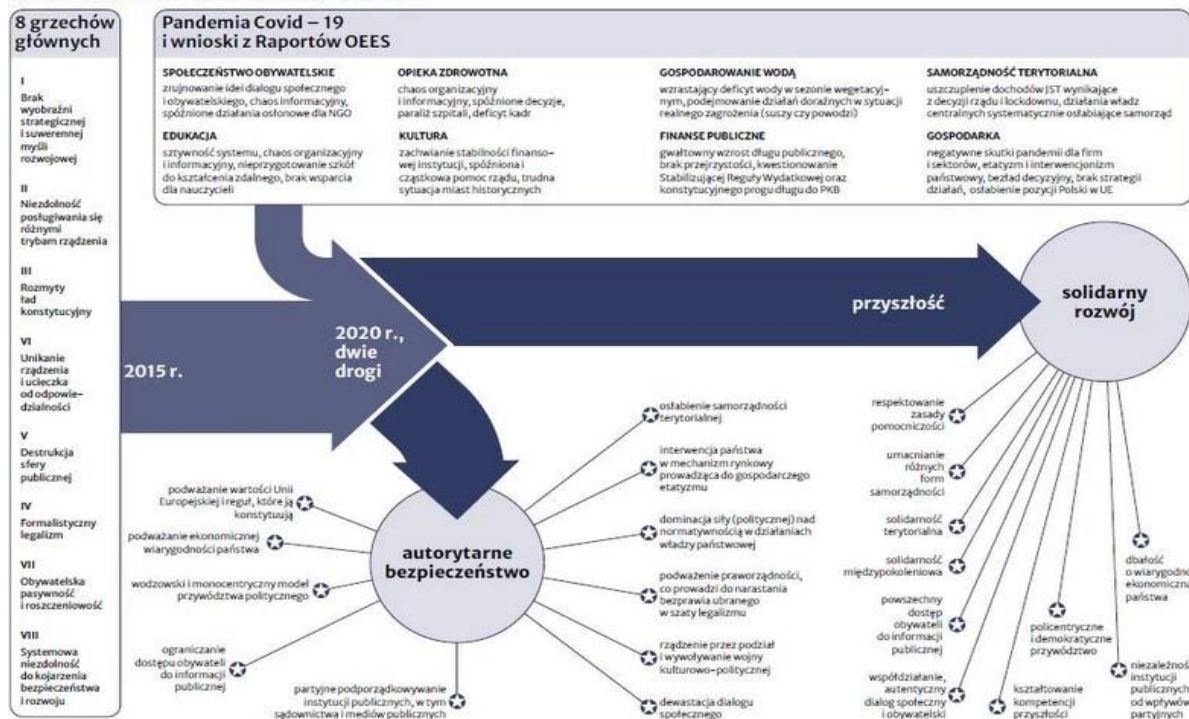 8 grzechów
głównych
I
Brak
wyobraźni
strategicznej
i suwerennej
myśli
rozwojowej
II
Niezdolność
posługiwania się
różnymi
trybam rządzenia
III
Rozmyty
ład
konstytucyjny
VI
Unikanie
rządzenia
i ucieczka
od odpowie-
dzialności
V
Destrukcja
sfery
publicznej
IV
Formalistyczny
legalizm
VII
Obywatelska
pasywność
i roszczeniowość
VIII
Systemowa
niezdolność
do kojarzenia
bezpieczeństwa
i rozwoju
Pandemia Covid – 19
i wnioski z Raportów OEES
SPOŁECZEŃSTWO OBYWATELSKIE
zrujnowanie idei dialogu społecznego
i obywatelskiego, chaos informacyjny,
spóźnione działania osłonowe dla NGO
EDUKACJA
sztywność systemu, chaos organizacyjny
i informacyjny, nieprzygotowanie szkół
do kształcenia zdalnego, brak wsparcia
dla nauczycieli
OPIEKA ZDROWOTNA
chaos organizacyjny
i informacyjny, spóźnione decyzje,
paraliż szpitali, deficyt kadr
KULTURA
zachwianie stabilności finanso-
wej instytucji, spóźniona i
cząstkowa pomoc rządu, trudna
sytuacja miast historycznych
GOSPODAROWANIE WODĄ
wzrastający deficyt wody w sezonie wegetacyj-
nym, podejmowanie działań doraźnych w sytuacji
realnego zagrożenia (suszy czy powodzi)
FINANSE PUBLICZNE
gwałtowny wzrost długu publicznego,
brak przejrzystości, kwestionowanie
Stabilizującej Reguły Wydatkowej oraz
konstytucyjnego progu długu do PKB
SAMORZĄDNOŚĆ TERYTORIALNA
uszczuplenie dochodów JST wynikające
z decyzji rządu i lockdownu, działania władz
centralnych systematycznie osłabiające samorząd
GOSPODARKA
negatywne skutki pandemii dla firm
i sektorów, etatyzm i interwencjonizm
państwowy, bezład decyzyjny, brak strategii
działań, osłabienie pozycji Polski w UE
2015 r.
2020 r.,
dwie
drogi
przyszłość
solidarny
rozwój
autorytarne
bezpieczeństwo
podważanie wartości Unii
Europejskiej i reguł, które ją
konstytuują
podważanie ekonomicznej
wiarygodności państwa
wodzowski i monocentryczny model
przywództwa politycznego
ograniczanie
dostępu obywateli
do informacji
publicznej
partyjne podporządkowywanie
instytucji publicznych, w tym
sądownictwa i mediów publicznych
osłabienie samorządności
terytorialnej
interwencja państwa
w mechanizm rynkowy
prowadząca do gospodarczego
etatyzmu
dominacja siły (politycznej) nad
normatywnością w działaniach
władzy państwowej
podważenie praworządności,
co prowadzi do narastania
bezprawia ubranego
w szaty legalizmu
rządzenie przez podział
i wywoływanie wojny
kulturowo-politycznej
dewastacja dialogu
społecznego
respektowanie
zasady
pomocniczości
umacnianie
różnych
form
samorządności
solidarność
terytorialna
solidarność
międzypokoleniowa
powszechny
dostęp
obywateli
do informacji
publicznej
współdziałanie,
autentyczny
dialog społeczny
i obywatelski
kształtowanie
kompetencji
przyszłości
policentryczne
i demokratyczne
przywództwo
dbałość
o wiarygodno
ekonomiczną
państwa
niezależność
instytucji
publicznych
od wpływów
partyjnych